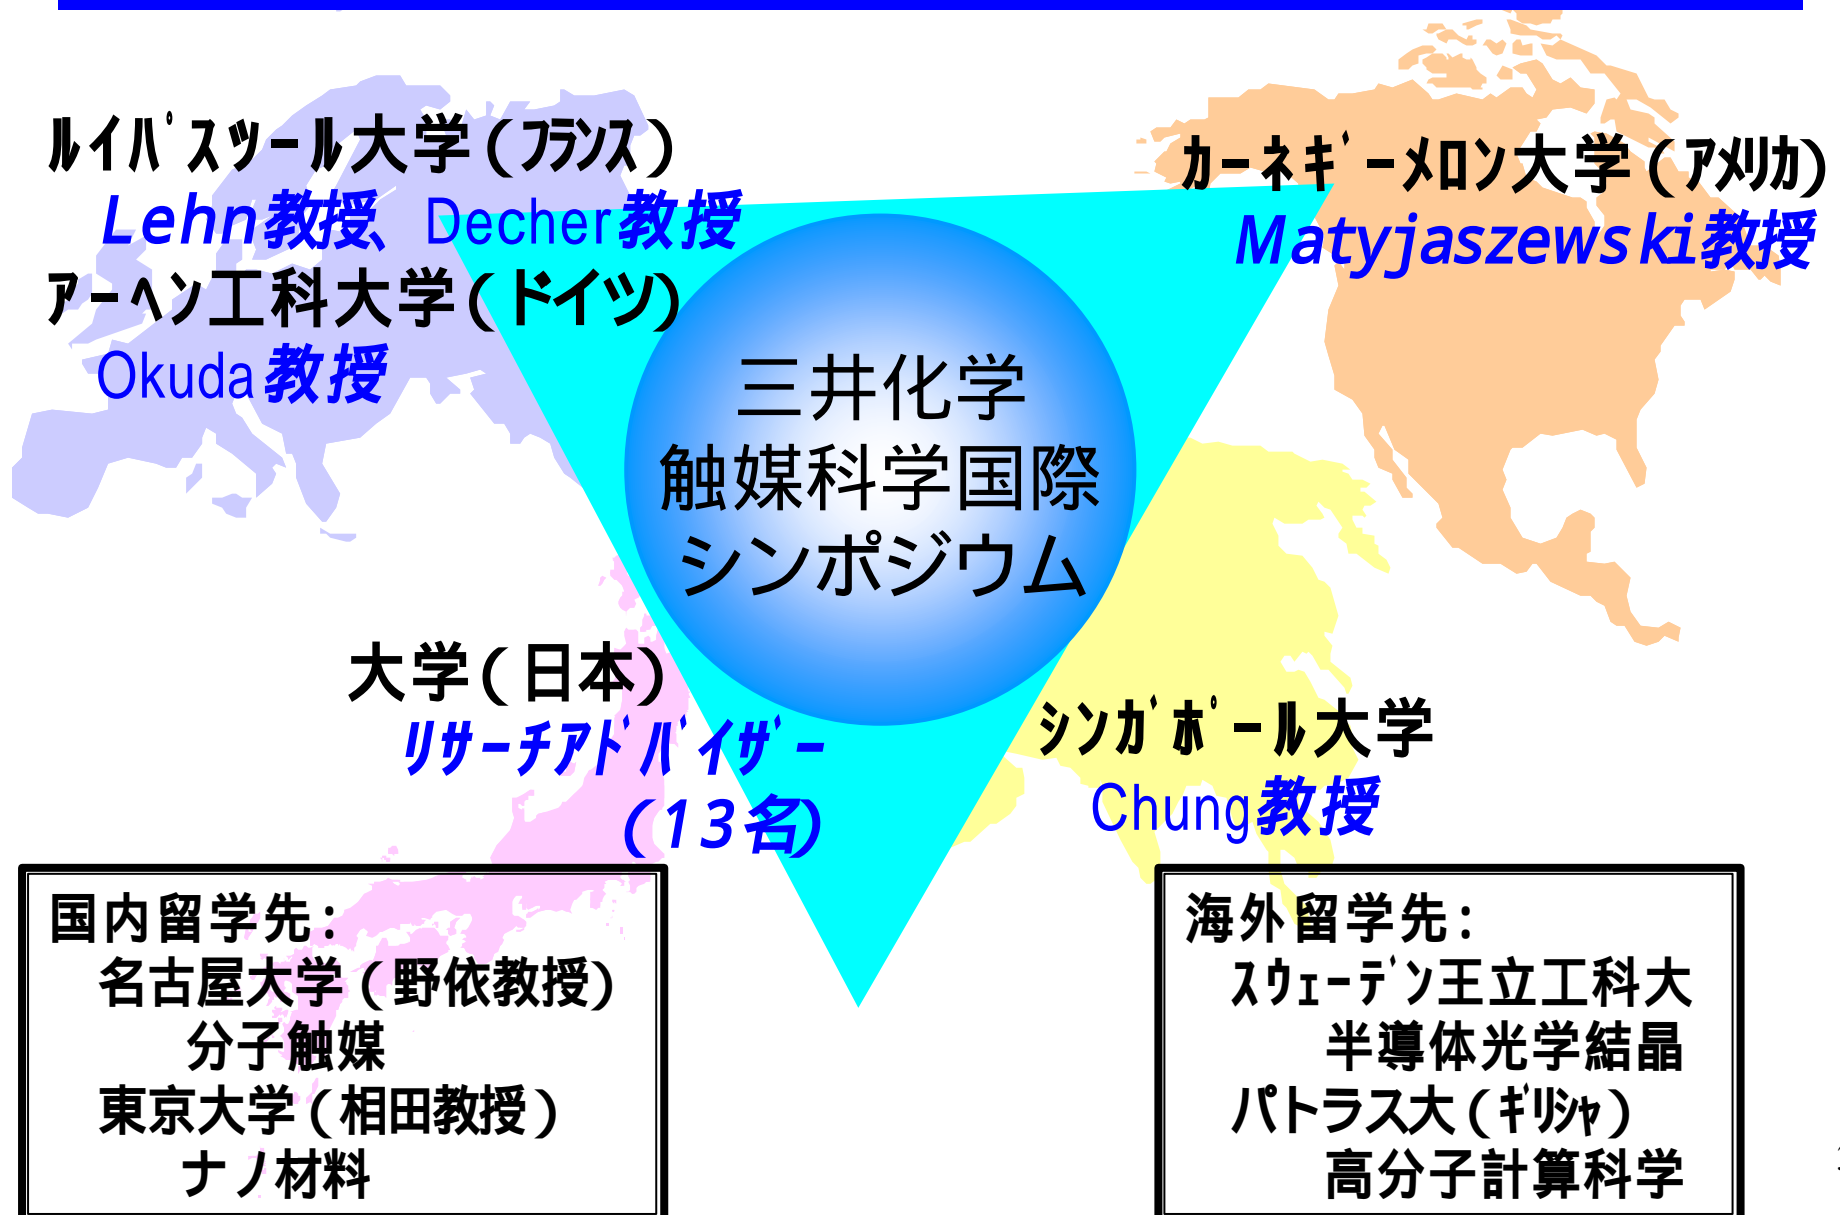 ﾙｲﾊﾟｽﾂｰﾙ大学(ﾌﾗﾝｽ)
Lehn教授、Decher教授
ｱｰﾍﾝ工科大学(ドイツ)
Okuda教授
ｶｰﾈｷﾞｰﾒﾛﾝ大学(ｱﾒﾘｶ)
Matyjaszewski教授
三井化学
触媒科学国際
シンポジウム
大学(日本)
ﾘｻｰﾁｱﾄﾞﾊﾞｲｻﾞｰ
(13名)
ｼﾝｶﾞﾎﾟｰﾙ大学
Chung教授
国内留学先:
名古屋大学(野依教授)
分子触媒
東京大学(相田教授)
ナノ材料
海外留学先:
ｽｳｪｰﾃﾞﾝ王立工科大
半導体光学結晶
パトラス大(ｷﾞﾘｼｬ)
高分子計算科学